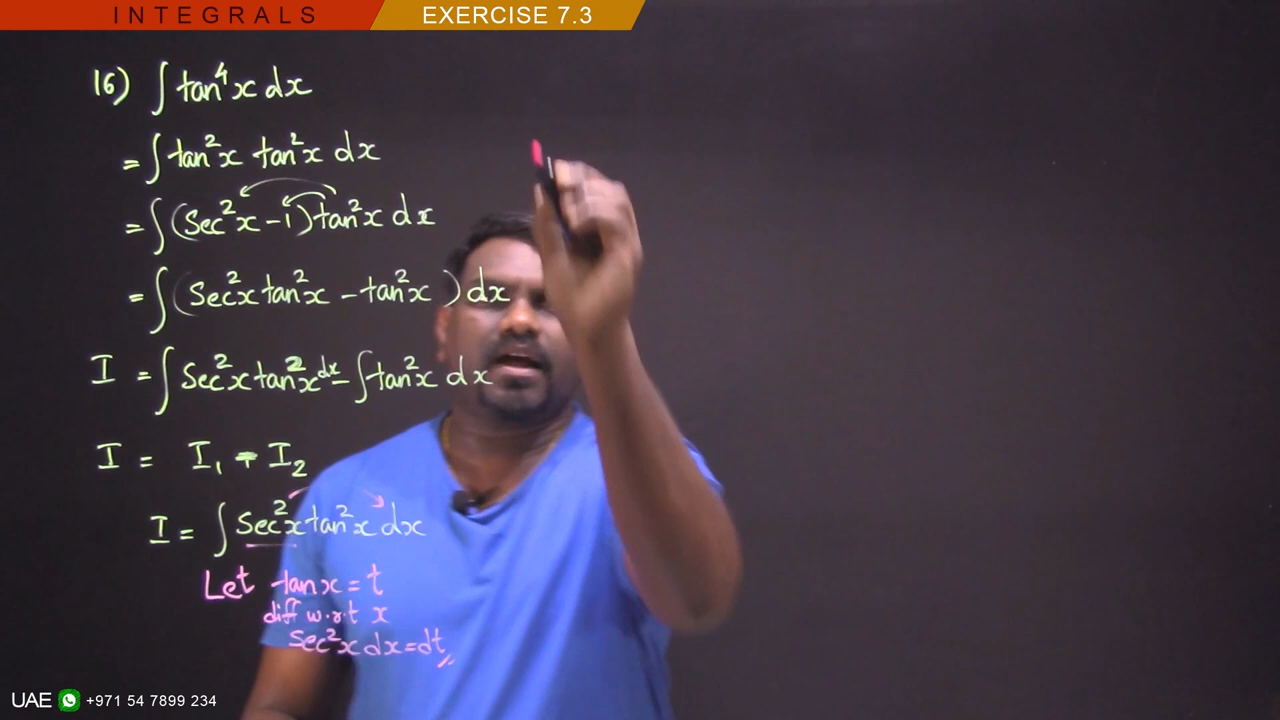 INTEGRALS EXERCISE 7.3
16) ∫ tan⁴x dx
= ∫ tan²x tan²x dx
= ∫ (Sec²x - 1) tan²x dx
= ∫ (Sec²x tan²x - tan²x ) dx
I = ∫ Sec²x tan²x dx - ∫ tan²x dx
I = I₁ - I₂
I = ∫ Sec²x tan²x dx
Let tanx = t
diff w.r.t x
Sec²x dx = dt
UAE +971 54 7899 234